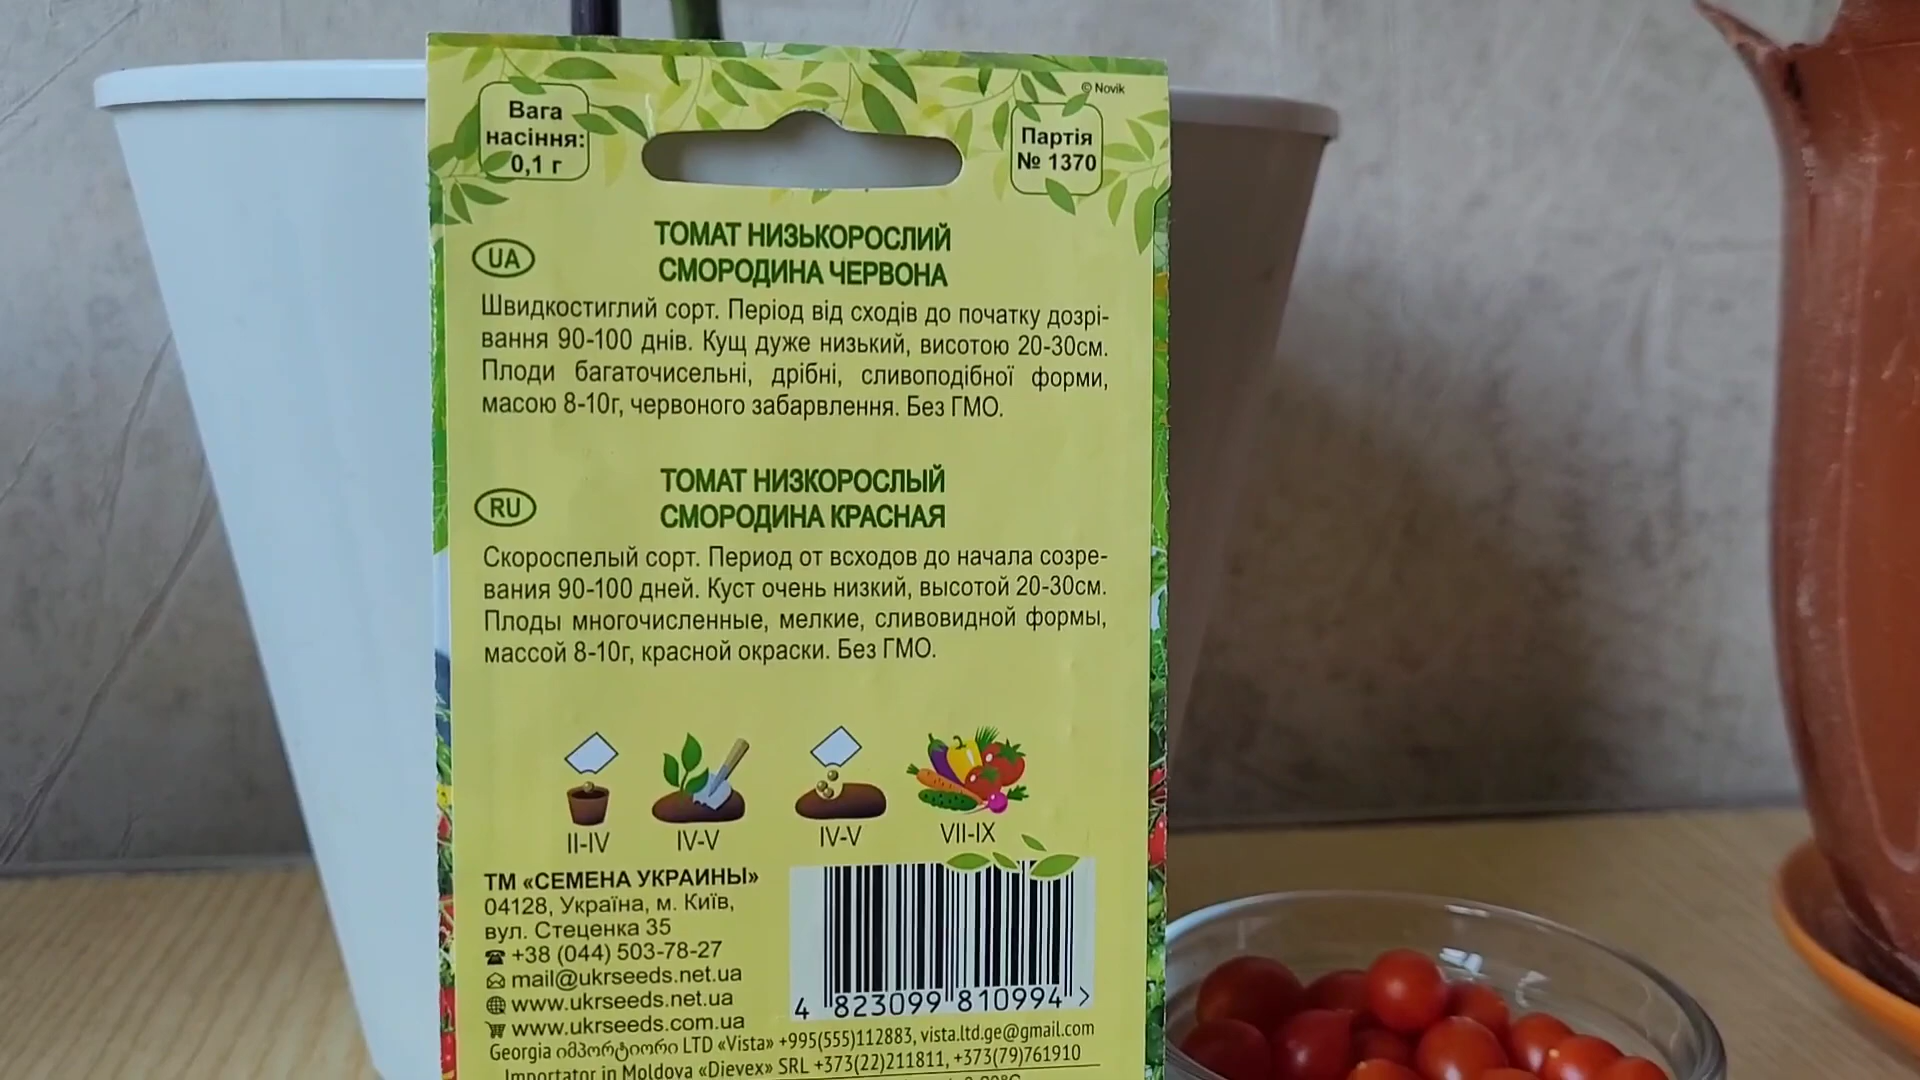 © Novik
Вага
насіння:
0,1 г
Партія
№ 1370
UA
ТОМАТ НИЗЬКОРОСЛИЙ
СМОРОДИНА ЧЕРВОНА
Швидкостиглий сорт. Період від сходів до початку дозрі-
вання 90-100 днів. Кущ дуже низький, висотою 20-30см.
Плоди багаточисельні, дрібні, сливоподібної форми,
масою 8-10г, червоного забарвлення. Без ГМО.
RU
ТОМАТ НИЗКОРОСЛЫЙ
СМОРОДИНА КРАСНАЯ
Скороспелый сорт. Период от всходов до начала созре-
вания 90-100 дней. Куст очень низкий, высотой 20-30см.
Плоды многочисленные, мелкие, сливовидной формы,
массой 8-10г, красной окраски. Без ГМО.
II-IV IV-V IV-V VII-IX
ТМ «СЕМЕНА УКРАИНЫ»
04128, Україна, м. Київ,
вул. Стеценка 35
+38 (044) 503-78-27
mail@ukrseeds.net.ua
www.ukrseeds.net.ua
www.ukrseeds.com.ua
4 823099 810994 >
Georgia იმპორტიორი LTD «Vista» +995(555)112883, vista.ltd.ge@gmail.com
Importator in Moldova «Dievex» SRL +373(22)211811, +373(79)761910